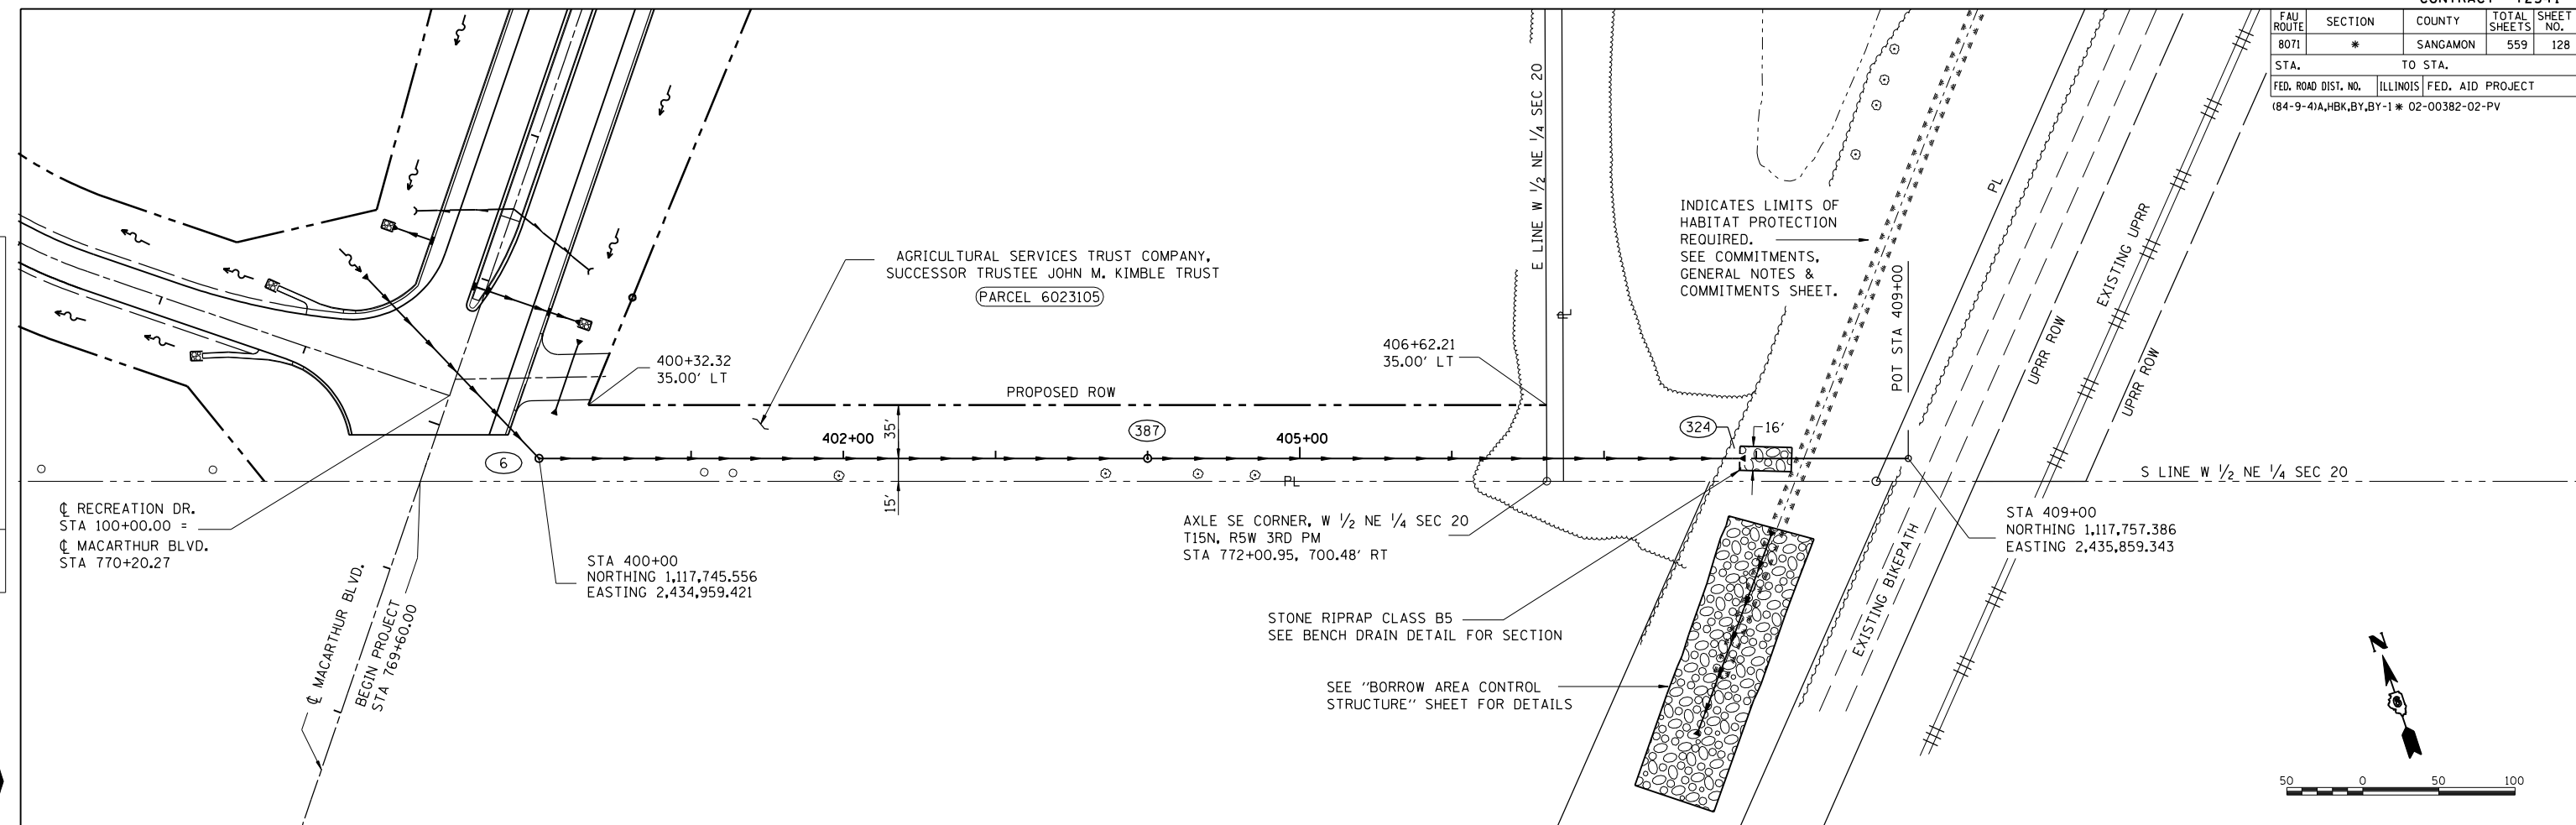 FAU ROUTE
SECTION
COUNTY
TOTAL SHEETS
SHEET NO.
8071
*
SANGAMON
559
128
STA. TO STA.
FED. ROAD DIST. NO. ILLINOIS FED. AID PROJECT
(84-9-4)A,HBK,BY,BY-1 * 02-00382-02-PV
E LINE W 1/2 NE 1/4 SEC 20
PL
INDICATES LIMITS OF
HABITAT PROTECTION
REQUIRED.
SEE COMMITMENTS,
GENERAL NOTES &
COMMITMENTS SHEET.
PL
EXISTING UPRR
UPRR ROW
UPRR ROW
POT STA 409+00
AGRICULTURAL SERVICES TRUST COMPANY,
SUCCESSOR TRUSTEE JOHN M. KIMBLE TRUST
PARCEL 6023105
400+32.32
35.00' LT
406+62.21
35.00' LT
PROPOSED ROW
35'
402+00
387
405+00
324
16'
6
15'
PL
S LINE W 1/2 NE 1/4 SEC 20
℄ RECREATION DR.
STA 100+00.00 =
℄ MACARTHUR BLVD.
STA 770+20.27
STA 400+00
NORTHING 1,117,745.556
EASTING 2,434,959.421
AXLE SE CORNER, W 1/2 NE 1/4 SEC 20
T15N, R5W 3RD PM
STA 772+00.95, 700.48' RT
STA 409+00
NORTHING 1,117,757.386
EASTING 2,435,859.343
℄ MACARTHUR BLVD.
BEGIN PROJECT
STA 769+60.00
STONE RIPRAP CLASS B5
SEE BENCH DRAIN DETAIL FOR SECTION
EXISTING BIKEPATH
SEE "BORROW AREA CONTROL
STRUCTURE" SHEET FOR DETAILS
N
50 0 50 100